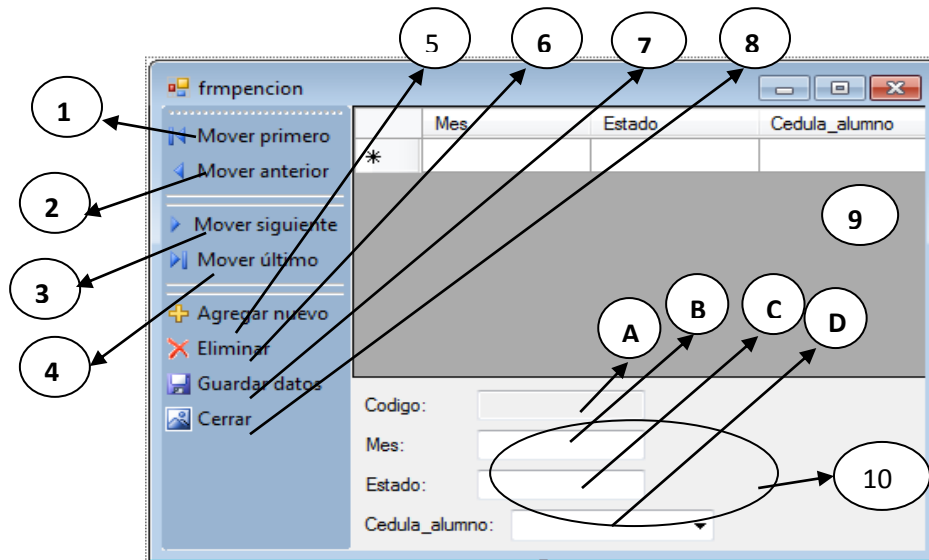 5 6 7 8
frmpencion
1
Mes Estado Cedula_alumno
Mover primero
*
Mover anterior
2
9
Mover siguiente
3
Mover último
B C D
A
Agregar nuevo
4
Eliminar
Guardar datos
Codigo:
Cerrar
Mes:
10
Estado:
Cedula_alumno: